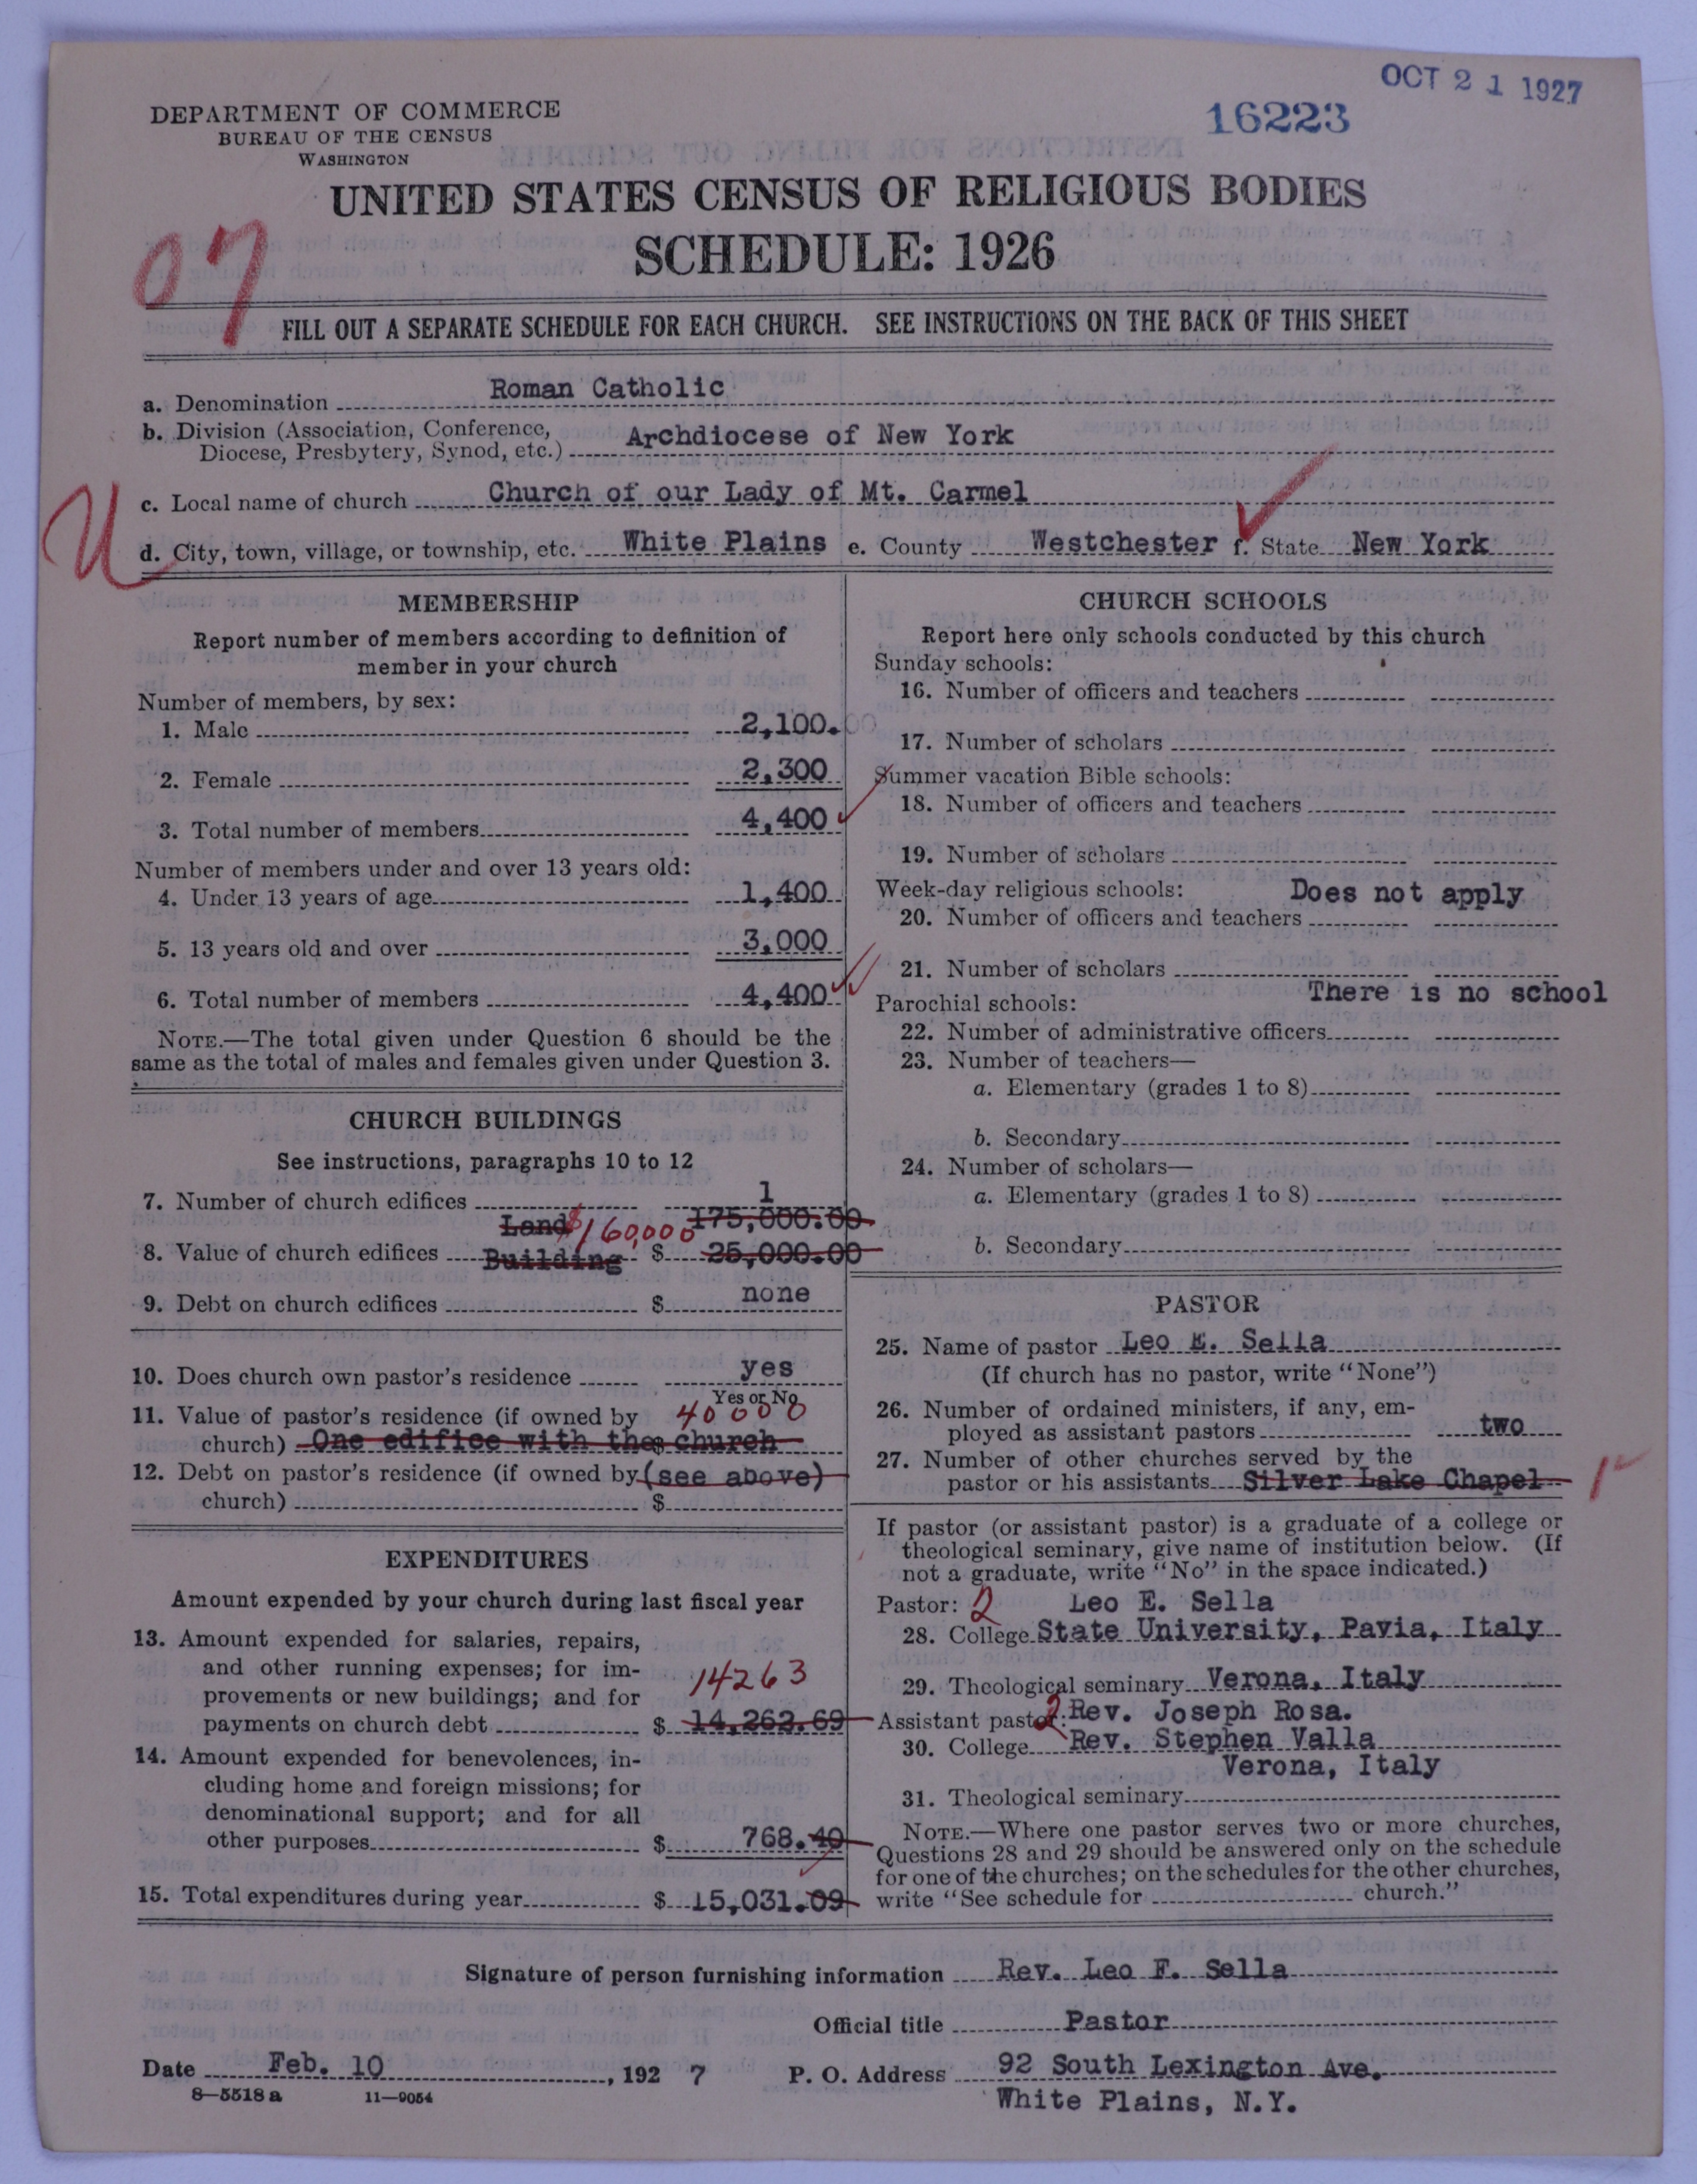 OCT 21 1927
16223
DEPARTMENT OF COMMERCE
BUREAU OF THE CENSUS
WASHINGTON
UNITED STATES CENSUS OF RELIGIOUS BODIES
SCHEDULE: 1926
07
FILL OUT A SEPARATE SCHEDULE FOR EACH CHURCH. SEE INSTRUCTIONS ON THE BACK OF THIS SHEET
a. Denomination Roman Catholic
b. Division (Association, Conference, Diocese, Presbytery, Synod, etc.) Archdiocese of New York
c. Local name of church Church of our Lady of Mt. Carmel
U
d. City, town, village, or township, etc. White Plains e. County Westchester f. State New York
MEMBERSHIP
Report number of members according to definition of
member in your church
Number of members, by sex:
1. Male 2,100.00
2. Female 2,300
3. Total number of members 4,400
Number of members under and over 13 years old:
4. Under 13 years of age 1,400
5. 13 years old and over 3,000
6. Total number of members 4,400
NOTE.—The total given under Question 6 should be the
same as the total of males and females given under Question 3.
CHURCH BUILDINGS
See instructions, paragraphs 10 to 12
7. Number of church edifices 1
Land $160,000 175,000.00
8. Value of church edifices Building $ 25,000.00
9. Debt on church edifices $ none
10. Does church own pastor's residence yes
Yes or No
11. Value of pastor's residence (if owned by 40000
church) One edifice with the $ church
12. Debt on pastor's residence (if owned by (see above)
church) $
EXPENDITURES
Amount expended by your church during last fiscal year
13. Amount expended for salaries, repairs,
and other running expenses; for im-
provements or new buildings; and for 14263
payments on church debt $ 14,262.69
14. Amount expended for benevolences, in-
cluding home and foreign missions; for
denominational support; and for all
other purposes $ 768.40
15. Total expenditures during year $ 15,031.09
CHURCH SCHOOLS
Report here only schools conducted by this church
Sunday schools:
16. Number of officers and teachers
17. Number of scholars
Summer vacation Bible schools:
18. Number of officers and teachers
19. Number of scholars
Week-day religious schools: Does not apply
20. Number of officers and teachers
21. Number of scholars
There is no school
Parochial schools:
22. Number of administrative officers
23. Number of teachers—
a. Elementary (grades 1 to 8)
b. Secondary
24. Number of scholars—
a. Elementary (grades 1 to 8)
b. Secondary
PASTOR
25. Name of pastor Leo E. Sella
(If church has no pastor, write "None")
26. Number of ordained ministers, if any, em-
ployed as assistant pastors two
27. Number of other churches served by the
pastor or his assistants Silver Lake Chapel 1
If pastor (or assistant pastor) is a graduate of a college or
theological seminary, give name of institution below. (If
not a graduate, write "No" in the space indicated.)
Pastor: 2 Leo E. Sella
28. College State University, Pavia, Italy
29. Theological seminary Verona, Italy
Assistant pastor: 2 Rev. Joseph Rosa.
30. College Rev. Stephen Valla
Verona, Italy
31. Theological seminary
NOTE.—Where one pastor serves two or more churches,
Questions 28 and 29 should be answered only on the schedule
for one of the churches; on the schedules for the other churches,
write "See schedule for church."
Signature of person furnishing information Rev. Leo F. Sella
Official title Pastor
Date Feb. 10, 1927 P. O. Address 92 South Lexington Ave.
8—5518 a 11—9054 White Plains, N.Y.